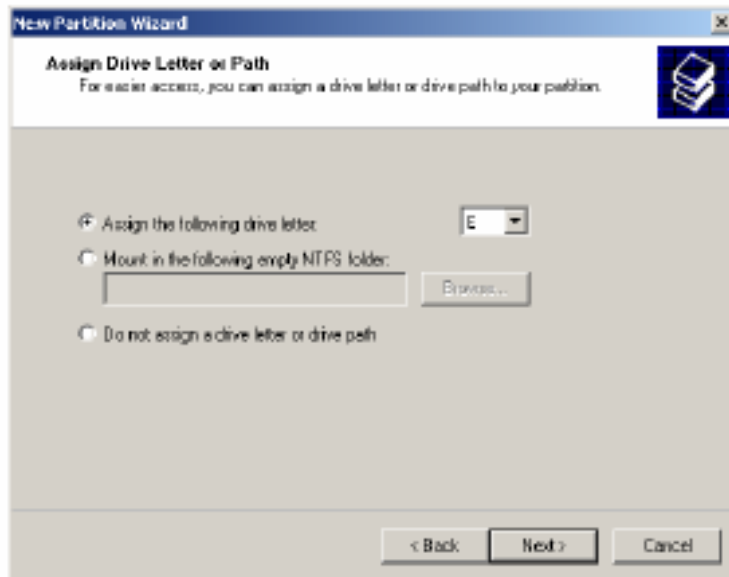 New Partition Wizard
Assign Drive Letter or Path
For easier access, you can assign a drive letter or drive path to your partition.
Assign the following drive letter: E
Mount in the following empty NTFS folder:
Browse...
Do not assign a drive letter or drive path
< Back Next > Cancel